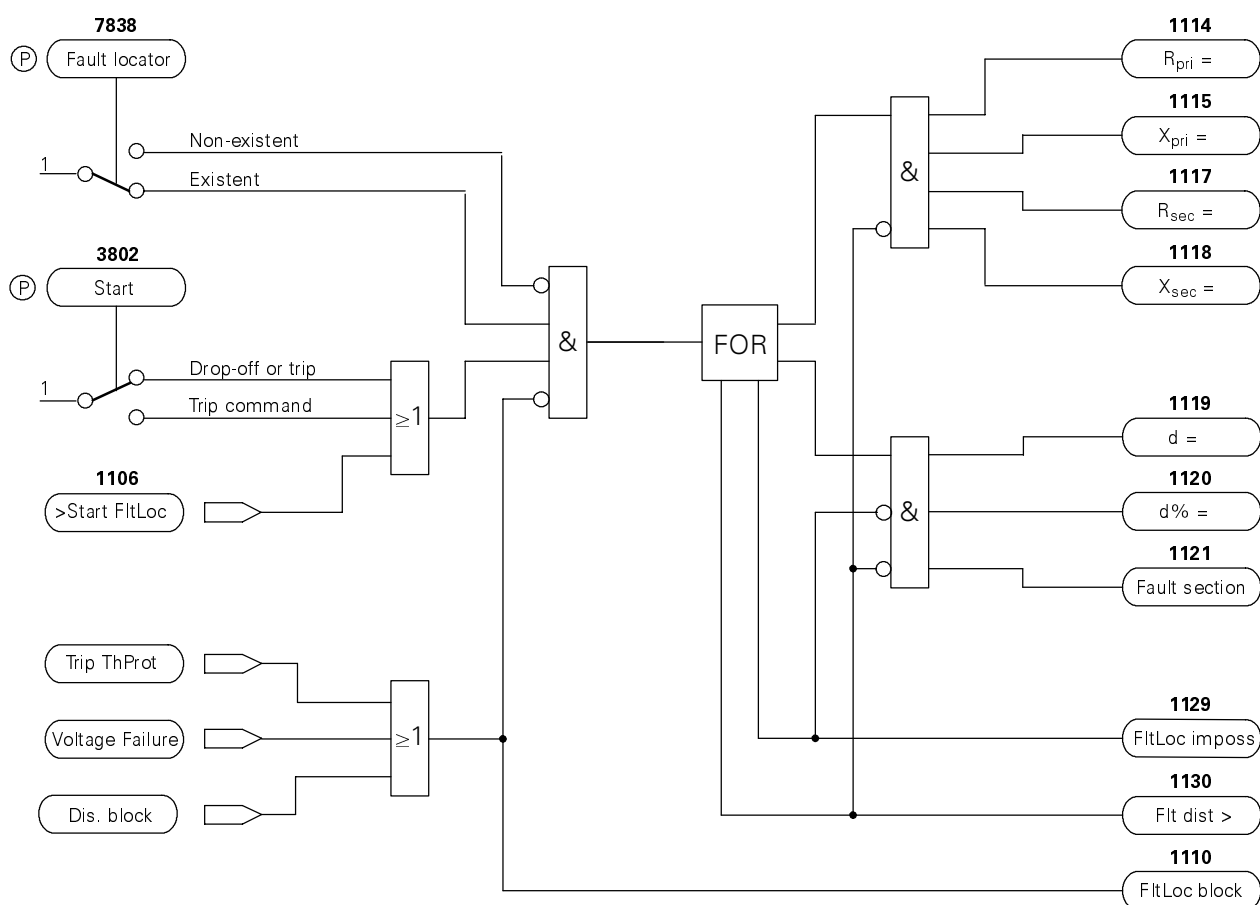 7838
P
Fault locator
Non-existent
1
Existent
3802
P
Start
Drop-off or trip
1
Trip command
≥1
1106
>Start FltLoc
&
FOR
Trip ThProt
Voltage Failure
≥1
Dis. block
&
&
1114
Rpri =
1115
Xpri =
1117
Rsec =
1118
Xsec =
1119
d =
1120
d% =
1121
Fault section
1129
FltLoc imposs
1130
Flt dist >
1110
FltLoc block